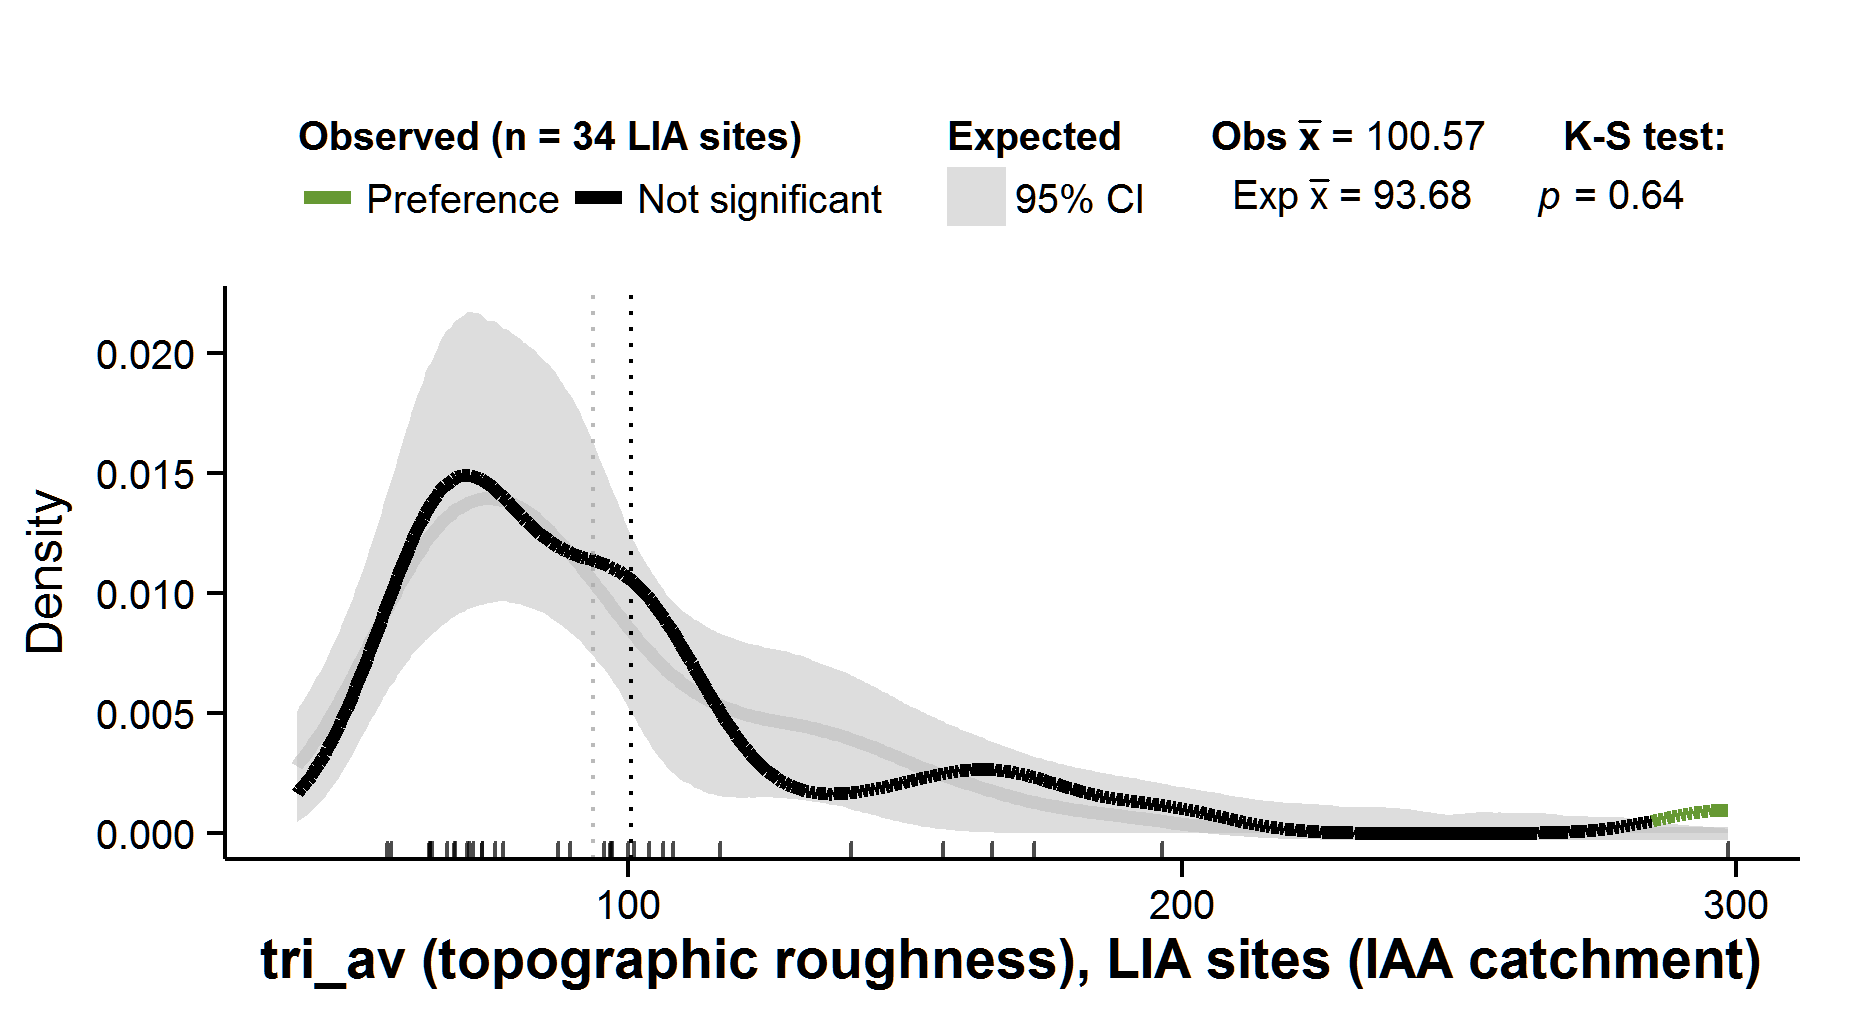 Observed (n = 34 LIA sites) Expected Obs x̅ = 100.57 K-S test:
Preference Not significant 95% CI Exp x̅ = 93.68 p = 0.64
0.020
0.015
0.010
0.005
0.000
Density
100 200 300
tri_av (topographic roughness), LIA sites (IAA catchment)